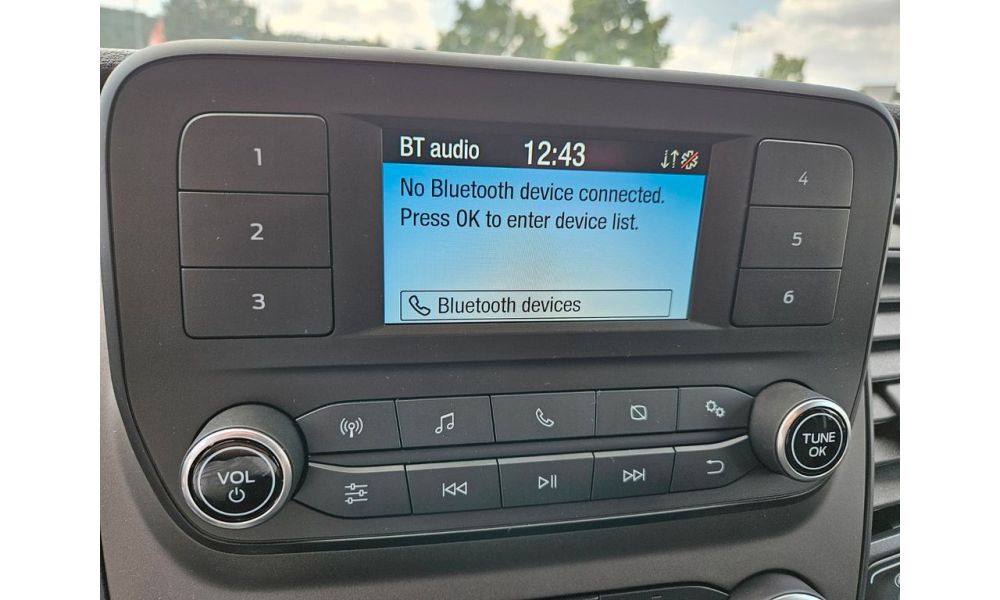 BT audio 12:43
No Bluetooth device connected.
Press OK to enter device list.
Bluetooth devices
1
2
3
4
5
6
VOL
TUNE
OK